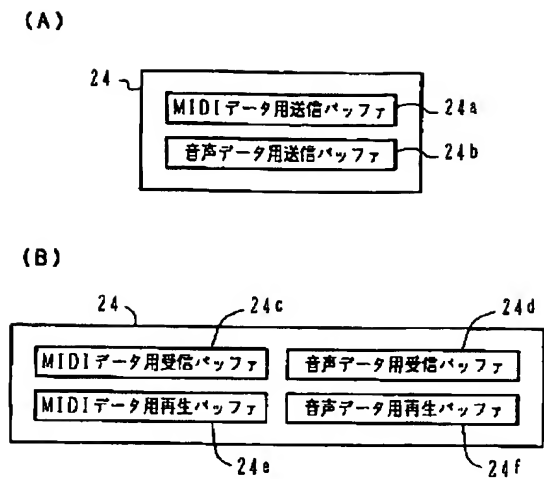 (A)
24
MIDIデータ用送信バッファ 24a
音声データ用送信バッファ 24b
(B)
24 24c 24d
MIDIデータ用受信バッファ 音声データ用受信バッファ
MIDIデータ用再生バッファ 音声データ用再生バッファ
24e 24f